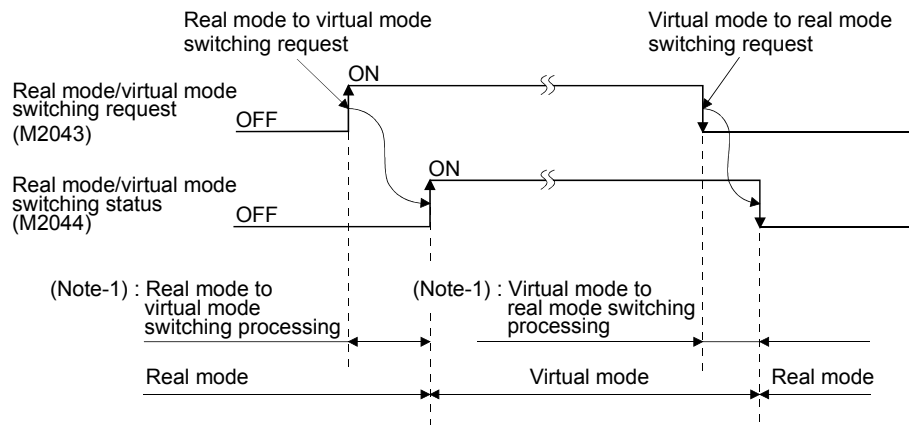 Real mode to virtual mode
switching request
Virtual mode to real mode
switching request
ON
Real mode/virtual mode
switching request
(M2043)
OFF
ON
Real mode/virtual mode
switching status
(M2044)
OFF
(Note-1) : Real mode to
virtual mode
switching processing
(Note-1) : Virtual mode to
real mode switching
processing
Real mode
Virtual mode
Real mode